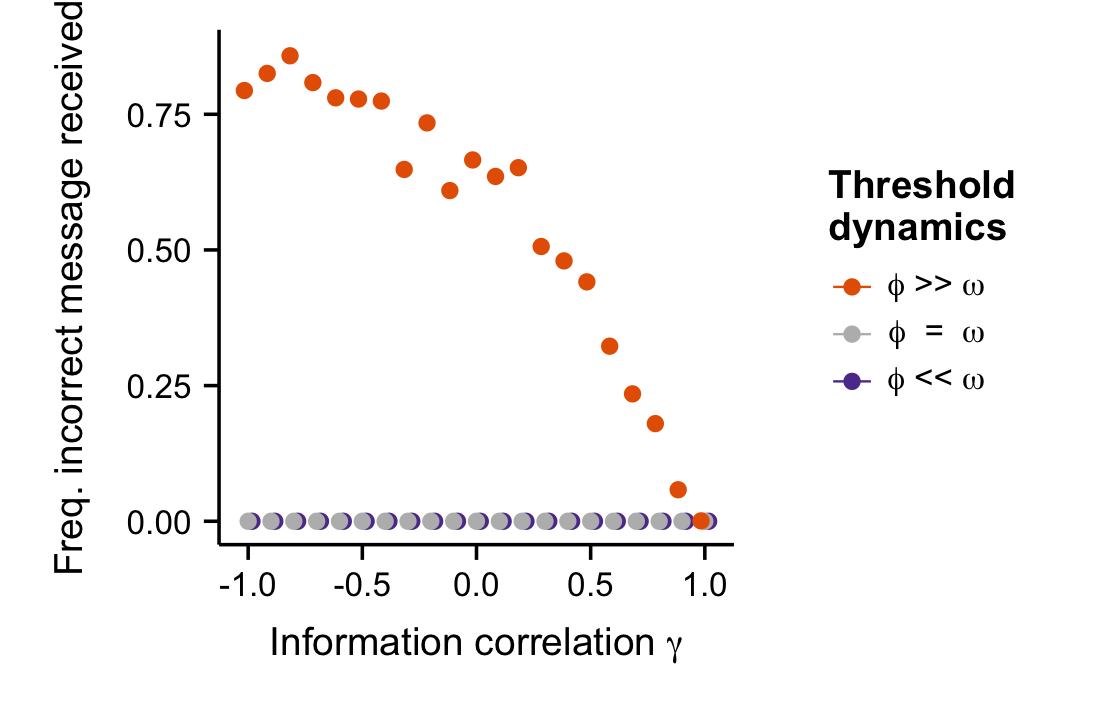 Freq. incorrect message received
0.75
0.50
0.25
0.00
-1.0 -0.5 0.0 0.5 1.0
Information correlation γ
Threshold
dynamics
ϕ >> ω
ϕ = ω
ϕ << ω